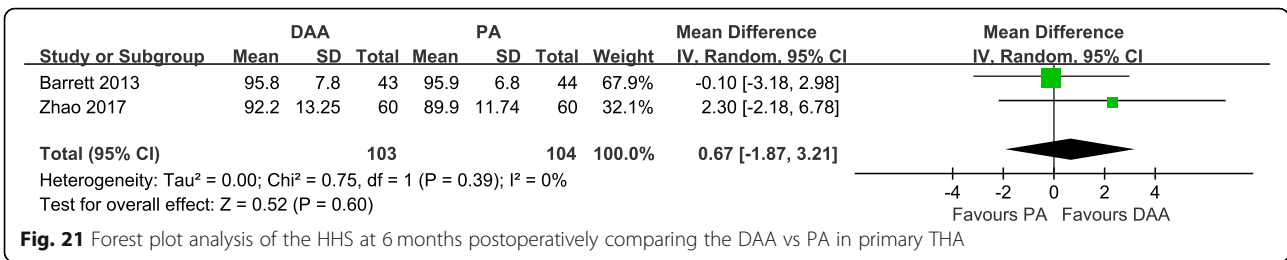 DAA PA Mean Difference Mean Difference
Study or Subgroup Mean SD Total Mean SD Total Weight IV, Random, 95% CI IV, Random, 95% CI
Barrett 2013 95.8 7.8 43 95.9 6.8 44 67.9% -0.10 [-3.18, 2.98]
Zhao 2017 92.2 13.25 60 89.9 11.74 60 32.1% 2.30 [-2.18, 6.78]
Total (95% CI) 103 104 100.0% 0.67 [-1.87, 3.21]
Heterogeneity: Tau² = 0.00; Chi² = 0.75, df = 1 (P = 0.39); I² = 0%
Test for overall effect: Z = 0.52 (P = 0.60)
-4 -2 0 2 4
Favours PA Favours DAA
Fig. 21 Forest plot analysis of the HHS at 6 months postoperatively comparing the DAA vs PA in primary THA